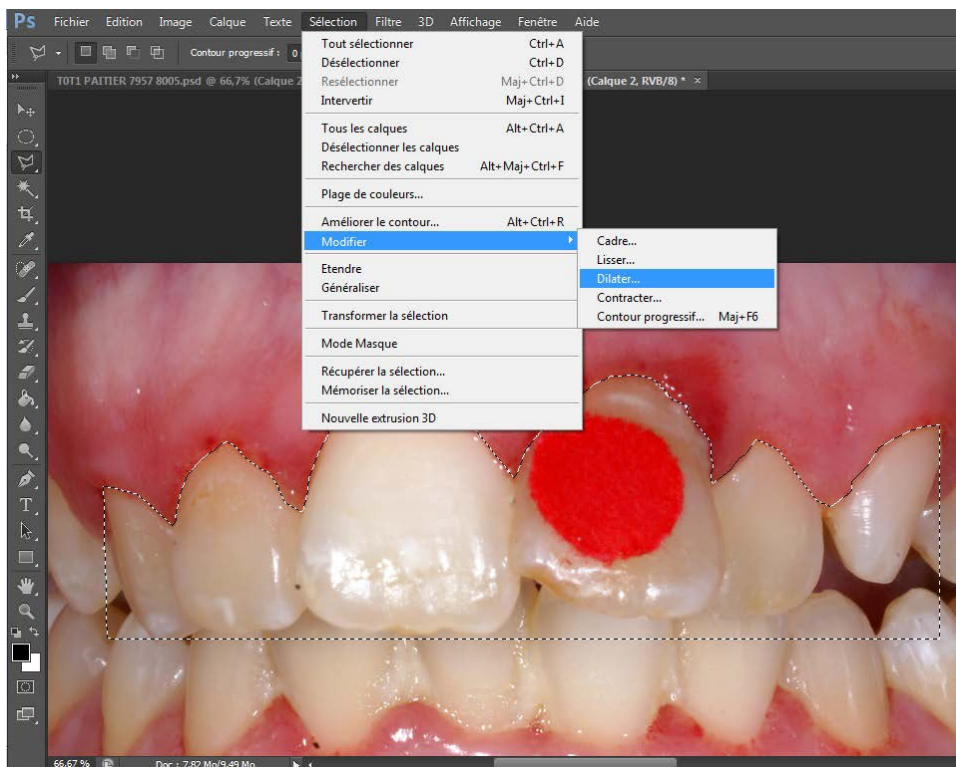 Ps Fichier Edition Image Calque Texte Sélection Filtre 3D Affichage Fenêtre Aide
Contour progressif : 0
T0T1 PAITIER 7957 8005.psd @ 66,7% (Calque 2
(Calque 2, RVB/8) * ×
Tout sélectionner Ctrl+A
Désélectionner Ctrl+D
Resélectionner Maj+Ctrl+D
Intervertir Maj+Ctrl+I
Tous les calques Alt+Ctrl+A
Désélectionner les calques
Rechercher des calques Alt+Maj+Ctrl+F
Plage de couleurs...
Améliorer le contour... Alt+Ctrl+R
Modifier
Cadre...
Lisser...
Dilater...
Contracter...
Contour progressif... Maj+F6
Etendre
Généraliser
Transformer la sélection
Mode Masque
Récupérer la sélection...
Mémoriser la sélection...
Nouvelle extrusion 3D
T
66,67 % Doc : 7,82 Mo/9,49 Mo